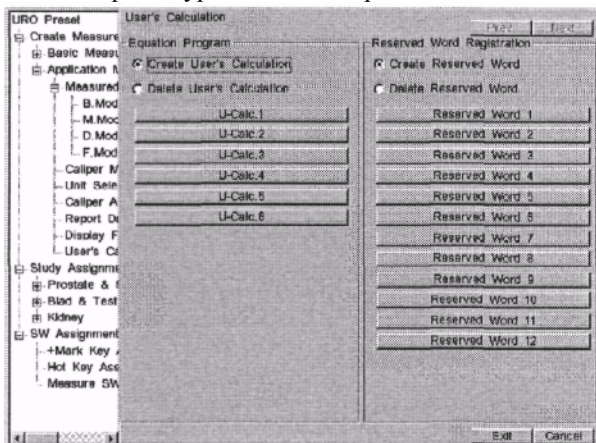 URO Preset
Create Measure
Basic Measu
Application M
Measured
B.Mod
M.Mod
D.Mod
F.Mod
Caliper M
Unit Sele
Caliper A
Report De
Display F
User's Ca
Study Assignme
Prostate & S
Blad & Test
Kidney
SW Assignment
+Mark Key A
Hot Key Ass
Measure SW
User's Calculation
Prev. Next
Equation Program
Create User's Calculation
Delete User's Calculation
U-Calc.1
U-Calc.2
U-Calc.3
U-Calc.4
U-Calc.5
U-Calc.6
Reserved Word Registration
Create Reserved Word
Delete Reserved Word
Reserved Word 1
Reserved Word 2
Reserved Word 3
Reserved Word 4
Reserved Word 5
Reserved Word 6
Reserved Word 7
Reserved Word 8
Reserved Word 9
Reserved Word 10
Reserved Word 11
Reserved Word 12
Exit Cancel